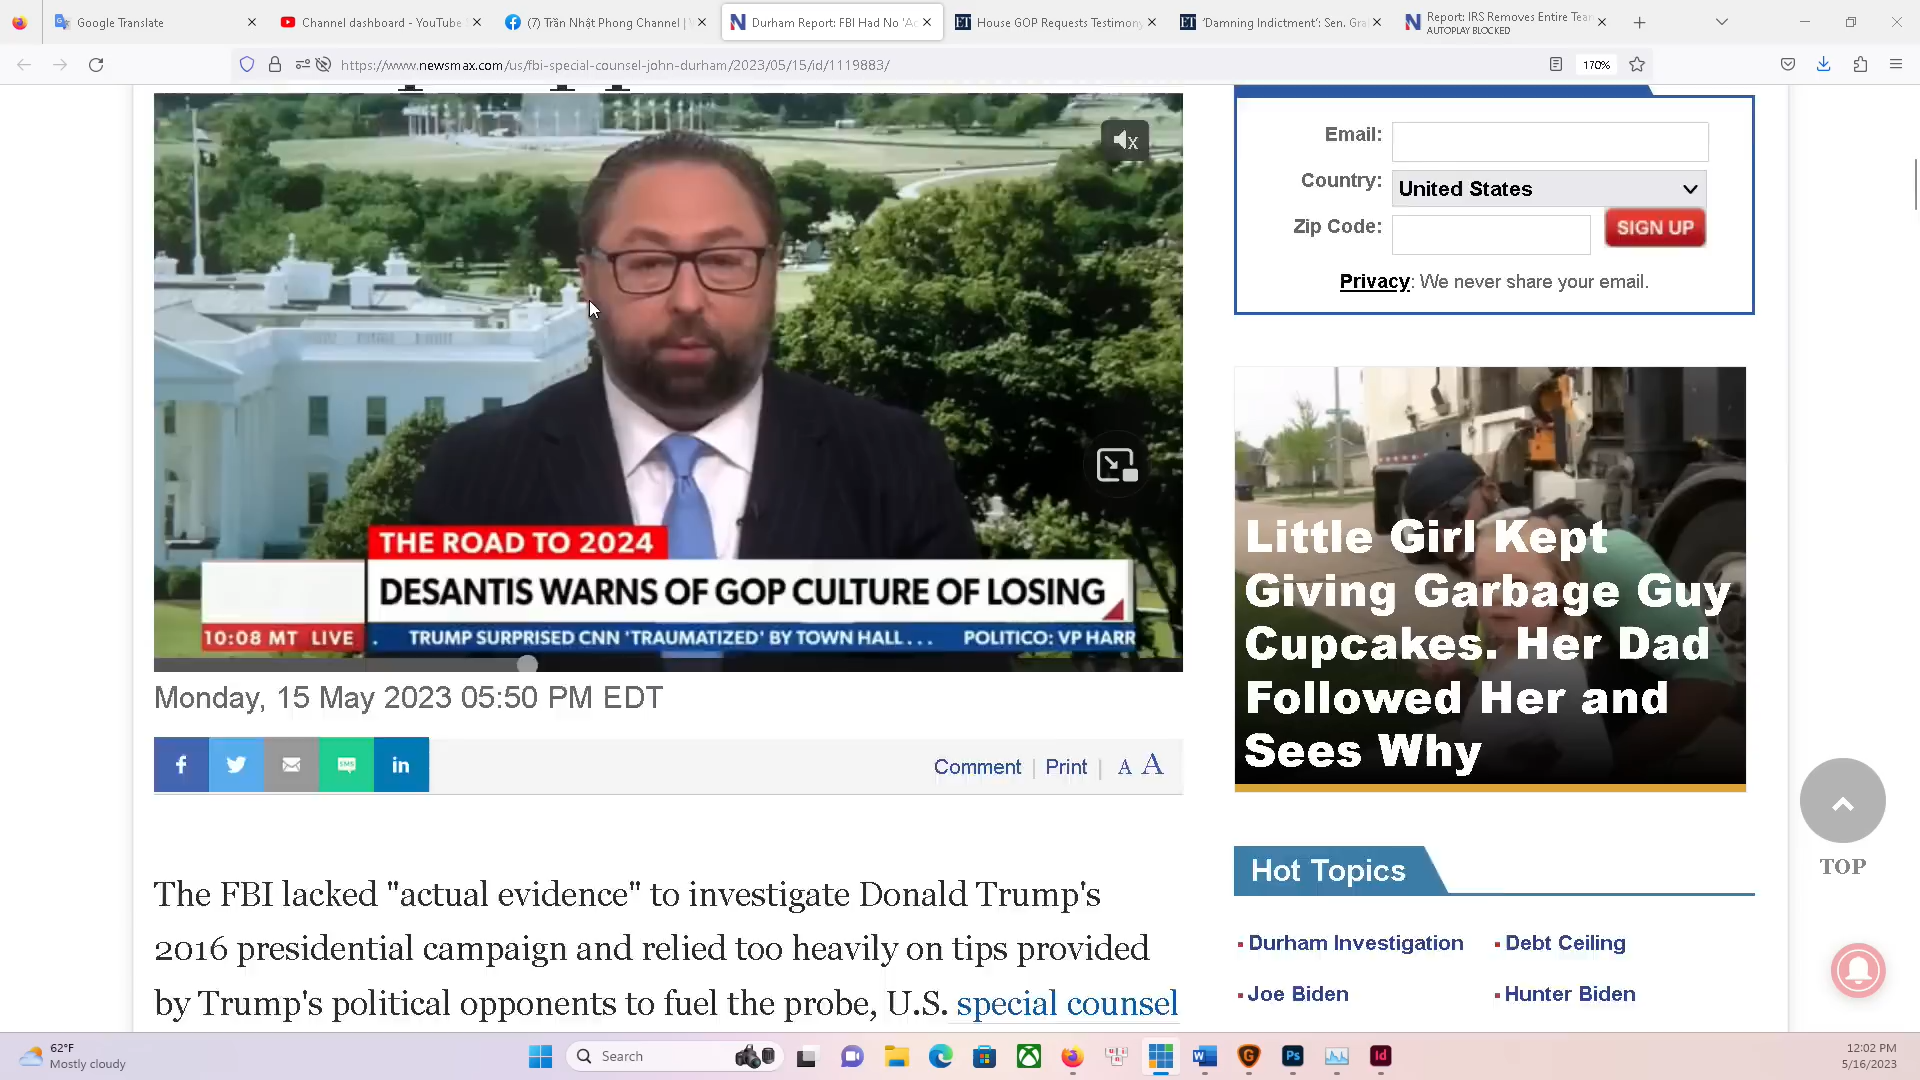 Google Translate
Channel dashboard - YouTube
(7) Trần Nhật Phong Channel |
Durham Report: FBI Had No 'Ac
House GOP Requests Testimony
'Damning Indictment': Sen. Gra
Report: IRS Removes Entire Tea
AUTOPLAY BLOCKED
https://www.newsmax.com/us/fbi-special-counsel-john-durham/2023/05/15/id/1119883/
170%
THE ROAD TO 2024
DESANTIS WARNS OF GOP CULTURE OF LOSING
10:08 MT LIVE
. TRUMP SURPRISED CNN 'TRAUMATIZED' BY TOWN HALL . . . POLITICO: VP HARR
Monday, 15 May 2023 05:50 PM EDT
SMS
in
Comment | Print | A A
The FBI lacked "actual evidence" to investigate Donald Trump's
2016 presidential campaign and relied too heavily on tips provided
by Trump's political opponents to fuel the probe, U.S. special counsel
Email:
Country:
United States
Zip Code:
SIGN UP
Privacy: We never share your email.
Little Girl Kept
Giving Garbage Guy
Cupcakes. Her Dad
Followed Her and
Sees Why
Hot Topics
Durham Investigation
Debt Ceiling
Joe Biden
Hunter Biden
TOP
62°F
Mostly cloudy
Search
12:02 PM
5/16/2023